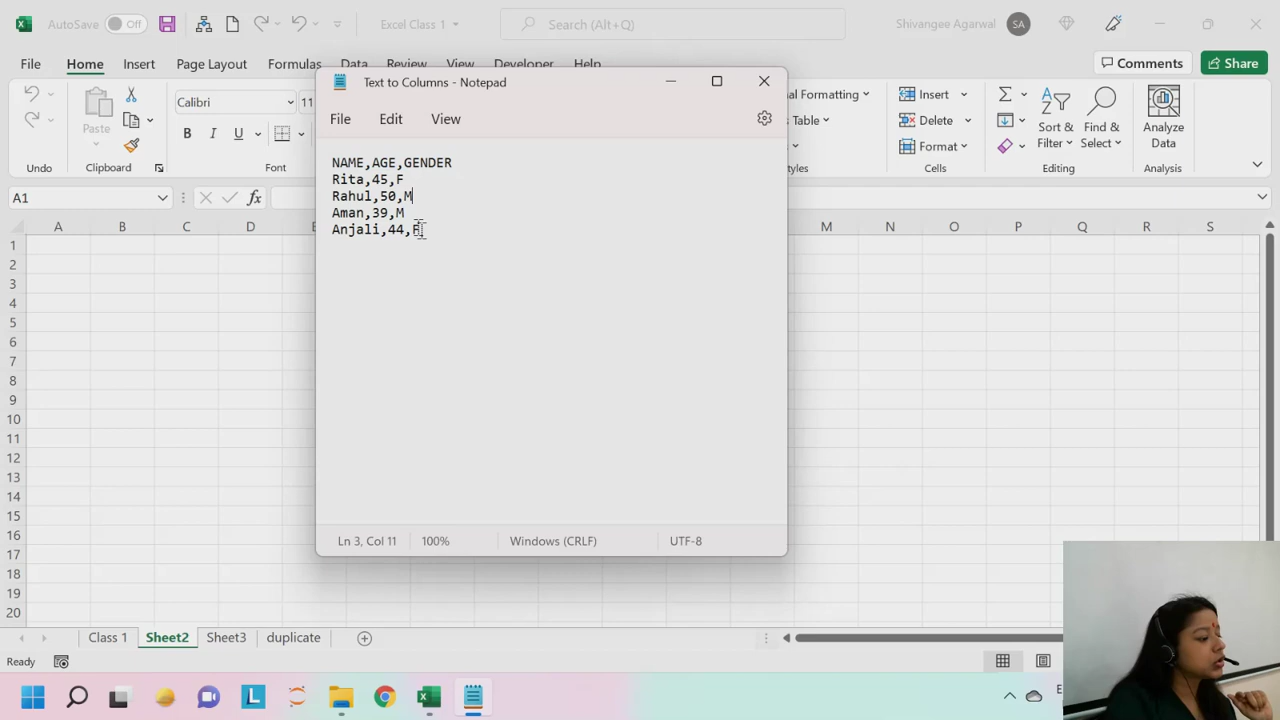 AutoSave Off Excel Class 1 Search (Alt+Q) Shivangee Agarwal SA
File Home Insert Page Layout Formulas Data Review View Developer Help Comments Share
Text to Columns - Notepad
File Edit View
NAME,AGE,GENDER
Rita,45,F
Rahul,50,M
Aman,39,M
Anjali,44,F
Ln 3, Col 11 100% Windows (CRLF) UTF-8
Calibri 11
Paste B I U
Insert
Delete
Format
Sort & Filter Find & Select Analyze Data
Undo Clipboard Font Cells Editing Analysis
A1 fx
A B C D E M N O P Q R S
1
2
3
4
5
6
7
8
9
10
11
12
13
14
15
16
17
18
19
20
Class 1 Sheet2 Sheet3 duplicate
Ready